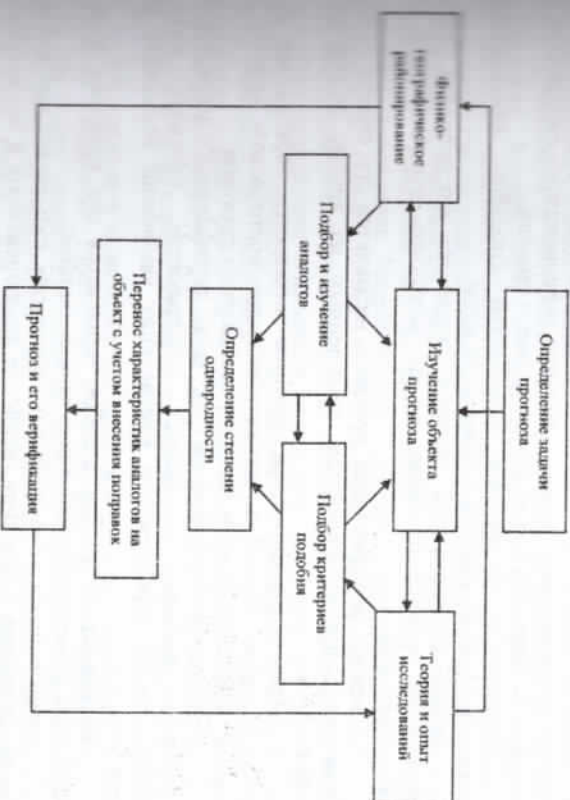 Определение задачи
прогноза
Физико-
географическое
районирование
Изучение объекта
прогноза
Теория и опыт
исследований
Подбор и изучение
аналогов
Подбор критериев
подобия
Определение степени
однородности
Перенос характеристик аналогов на
объект с учетом внесения поправок
Прогноз и его верификация